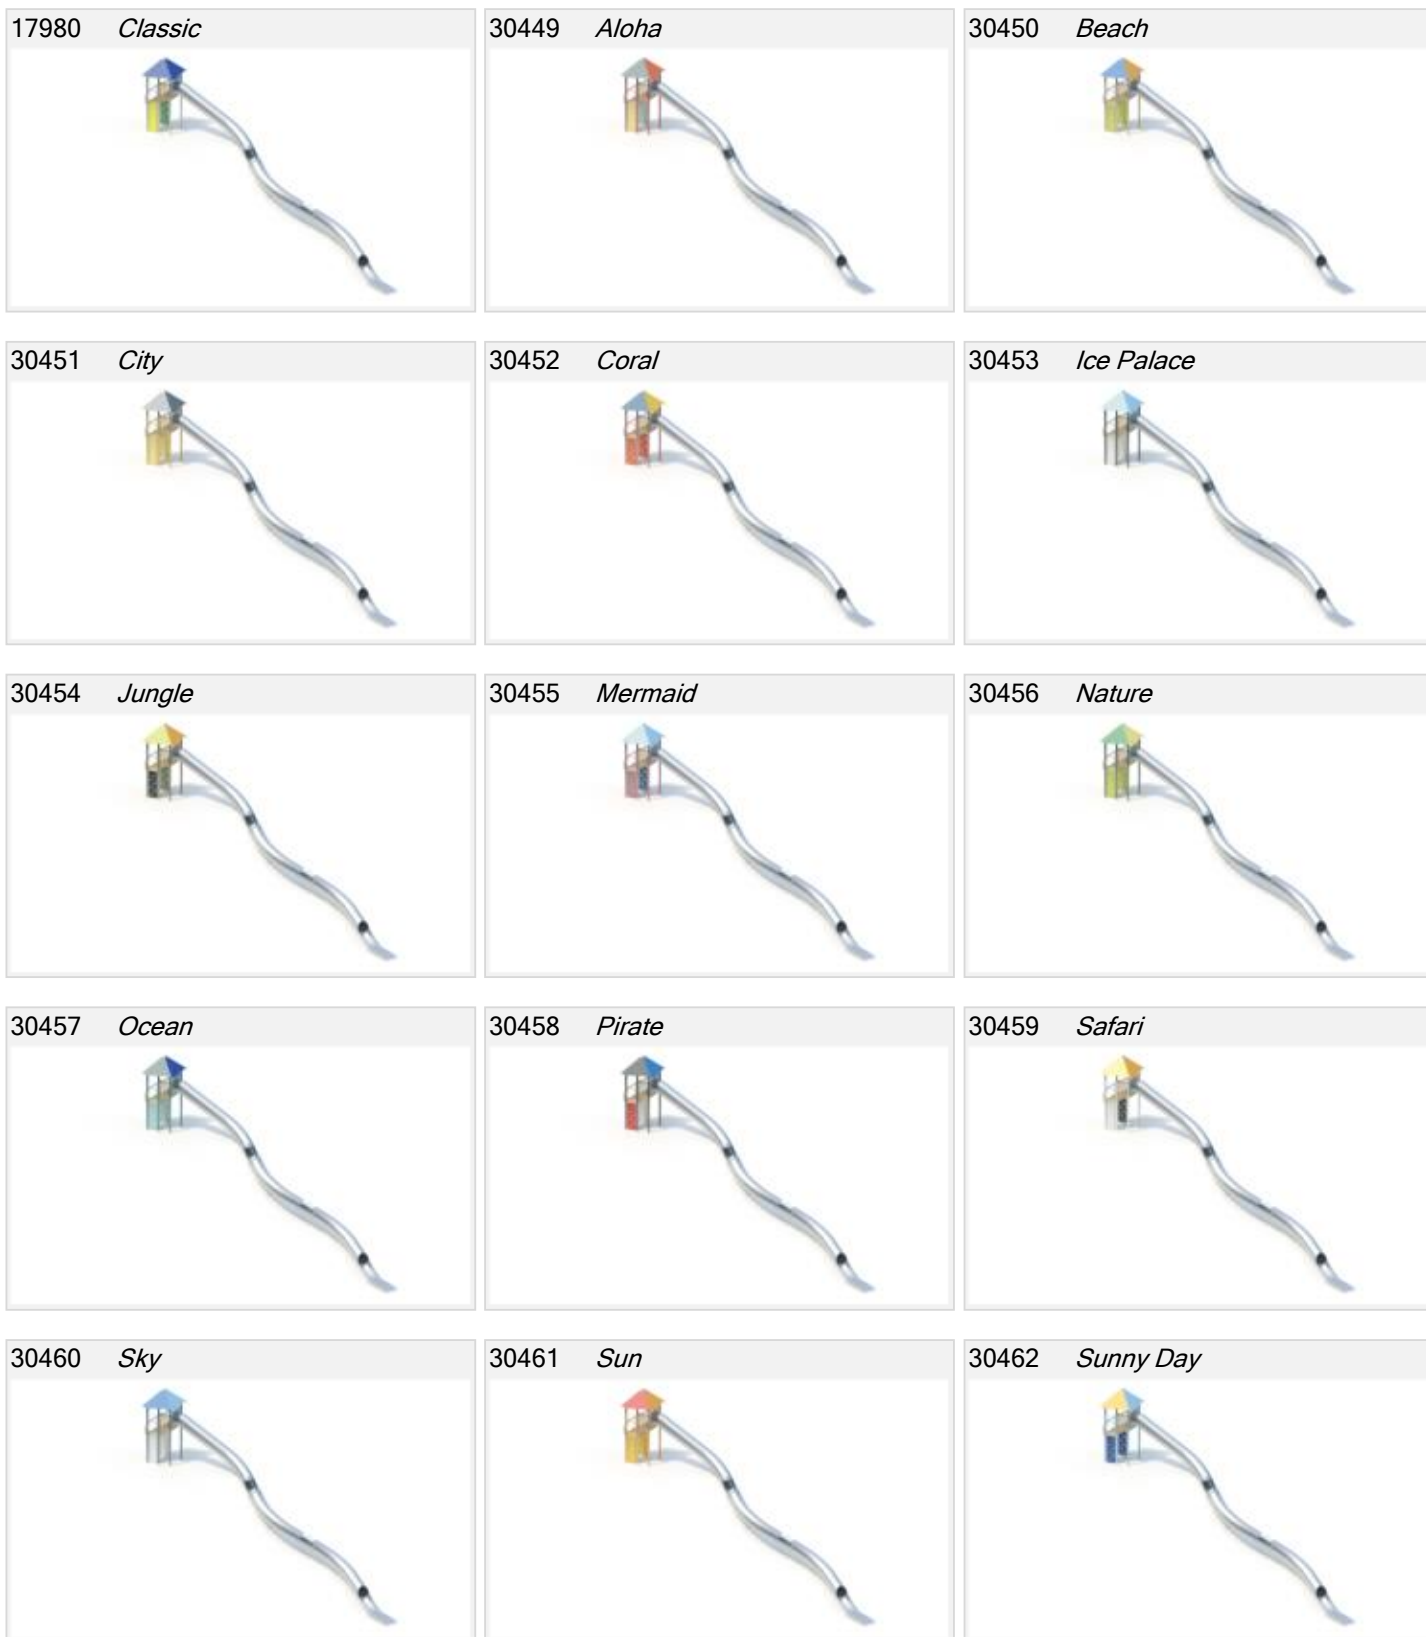 17980 Classic
30449 Aloha
30450 Beach
30451 City
30452 Coral
30453 Ice Palace
30454 Jungle
30455 Mermaid
30456 Nature
30457 Ocean
30458 Pirate
30459 Safari
30460 Sky
30461 Sun
30462 Sunny Day